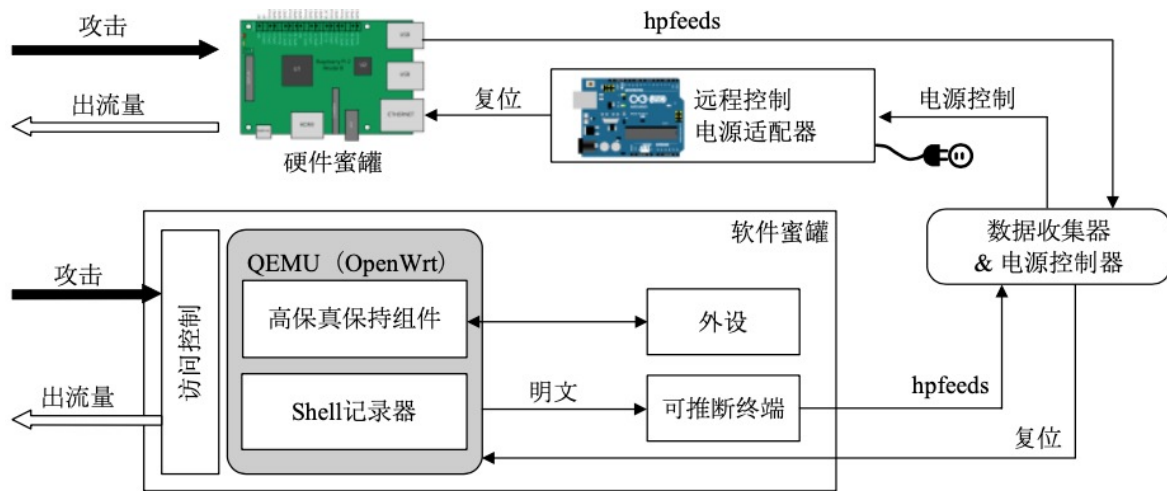 攻击
hpfeeds
出流量
复位
远程控制
电源适配器
电源控制
USB
USB
ETHERNET
硬件蜜罐
数据收集器
& 电源控制器
软件蜜罐
攻击
访问控制
QEMU（OpenWrt）
高保真保持组件
外设
出流量
Shell记录器
明文
可推断终端
hpfeeds
复位